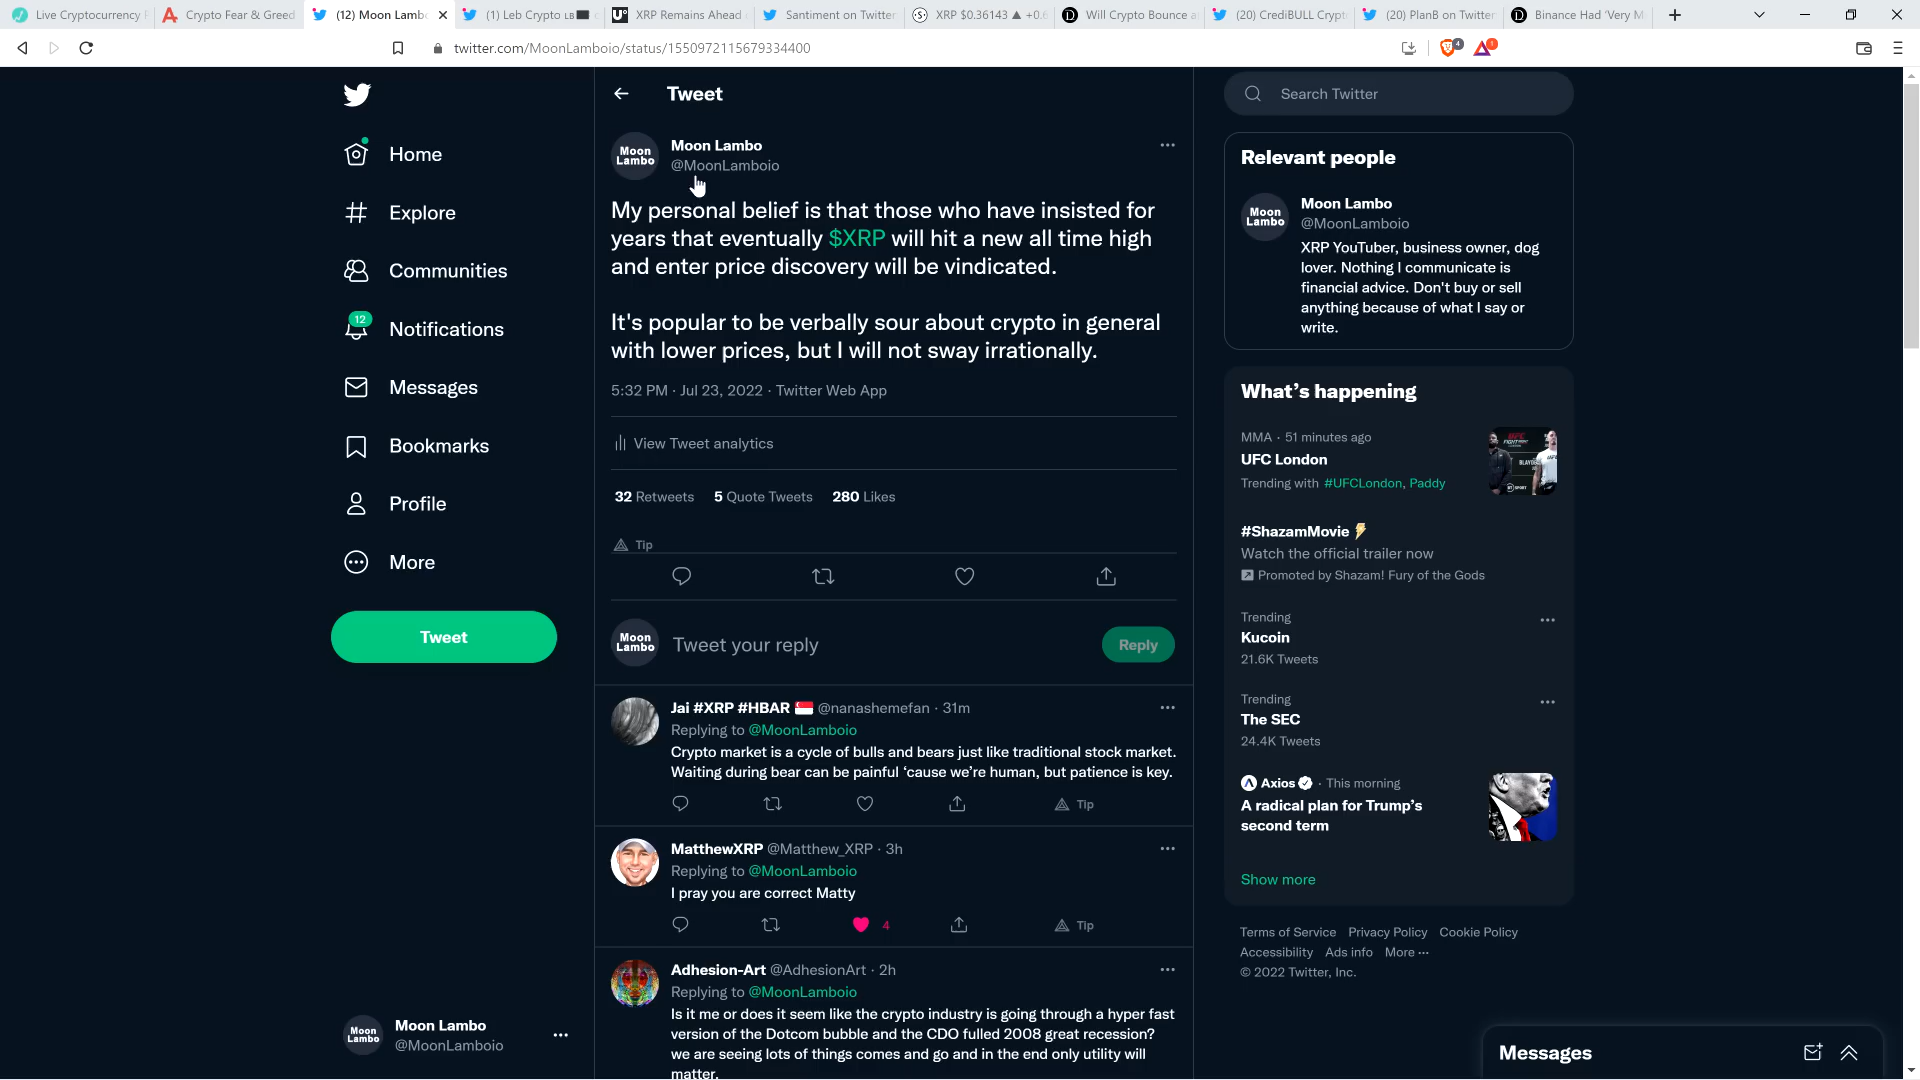 Live Cryptocurrency
Crypto Fear & Greed
(12) Moon Lamb
(1) Leb Crypto LB
XRP Remains Ahead
Santiment on Twitter
XRP $0.36143 ▲ +0.
Will Crypto Bounce
(20) CrediBULL Crypt
(20) PlanB on Twitter
Binance Had 'Very M
twitter.com/MoonLamboio/status/1550972115679334400
4
1
Home
Explore
Communities
12
Notifications
Messages
Bookmarks
Profile
More
Tweet
Moon Lambo
Moon Lambo
@MoonLamboio
Tweet
Moon Lambo
Moon Lambo
@MoonLamboio
My personal belief is that those who have insisted for
years that eventually $XRP will hit a new all time high
and enter price discovery will be vindicated.
It's popular to be verbally sour about crypto in general
with lower prices, but I will not sway irrationally.
5:32 PM · Jul 23, 2022 · Twitter Web App
View Tweet analytics
32 Retweets 5 Quote Tweets 280 Likes
Tip
Moon Lambo
Tweet your reply
Reply
Jai #XRP #HBAR 🇸🇬 @nanashemefan · 31m
Replying to @MoonLamboio
Crypto market is a cycle of bulls and bears just like traditional stock market.
Waiting during bear can be painful ‘cause we’re human, but patience is key.
Tip
MatthewXRP @Matthew_XRP · 3h
Replying to @MoonLamboio
I pray you are correct Matty
4
Tip
Adhesion-Art @AdhesionArt · 2h
Replying to @MoonLamboio
Is it me or does it seem like the crypto industry is going through a hyper fast
version of the Dotcom bubble and the CDO fulled 2008 great recession?
we are seeing lots of things comes and go and in the end only utility will
matter.
Search Twitter
Relevant people
Moon Lambo
Moon Lambo
@MoonLamboio
XRP YouTuber, business owner, dog
lover. Nothing I communicate is
financial advice. Don't buy or sell
anything because of what I say or
write.
What’s happening
MMA · 51 minutes ago
UFC London
Trending with #UFCLondon, Paddy
#ShazamMovie ⚡
Watch the official trailer now
Promoted by Shazam! Fury of the Gods
Trending
Kucoin
21.6K Tweets
Trending
The SEC
24.4K Tweets
Axios · This morning
A radical plan for Trump’s
second term
Show more
Terms of Service Privacy Policy Cookie Policy
Accessibility Ads info More ···
© 2022 Twitter, Inc.
Messages